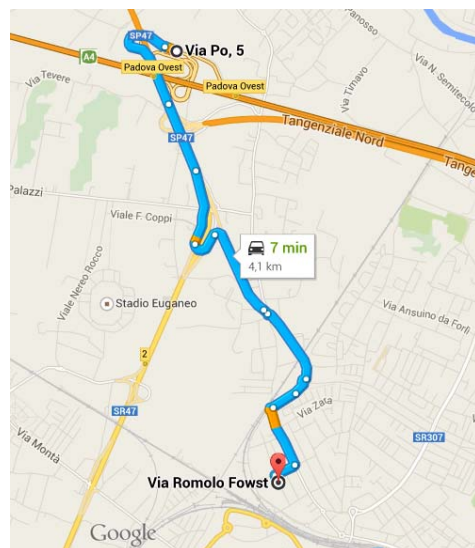 SP47
Via Po, 5
A4
Padova Ovest
Padova Ovest
Via Tevere
Via Timavo
Via N. Semitecolo
SP47
Tangenziale Nord
Tange
Palazzi
Viale F. Coppi
7 min
4,1 km
Viale Nereo Rocco
Stadio Euganeo
Via Ansuino da Forlì
2
SR47
Via Zara
SR307
Via Montà
Via Romolo Fowst
Google